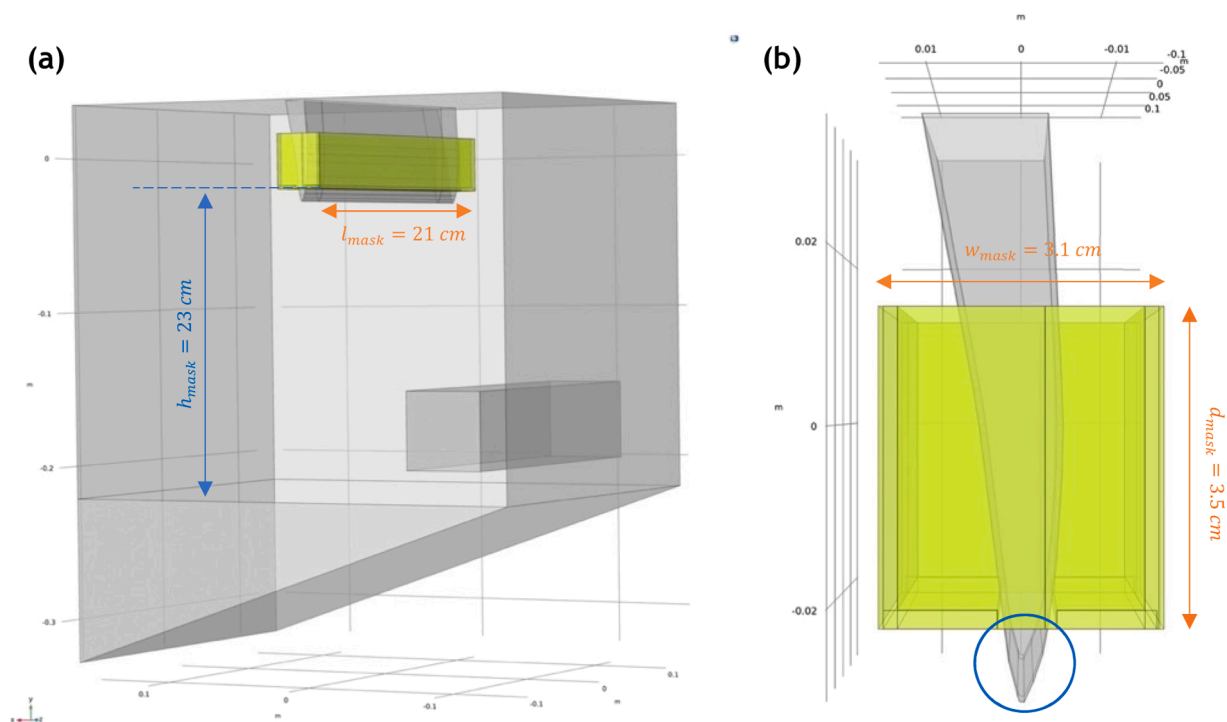 (a)
0
-0.1
m
-0.2
-0.3
l_mask = 21 cm
h_mask = 23 cm
0.1
0
m
-0.1
-0.1
0
m
0.1
y
x
z
(b)
m
0.01
0
-0.01
-0.1
m
-0.05
0
0.05
0.1
0.02
m
0
-0.02
w_mask = 3.1 cm
d_mask = 3.5 cm